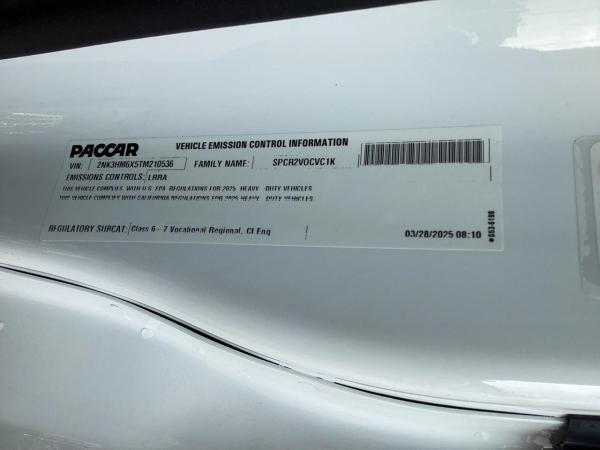 PACCAR VEHICLE EMISSION CONTROL INFORMATION
VIN: 2NK3HM6X5TM210536 FAMILY NAME: SPCR2VOCVC1K
EMISSIONS CONTROLS: LRRA
THIS VEHICLE COMPLIES WITH U.S. EPA REGULATIONS FOR 2025 HEAVY - DUTY VEHICLES
THIS VEHICLE COMPLIES WITH CALIFORNIA REGULATIONS FOR 2025 HEAVY - DUTY VEHICLES
REGULATORY SUBCAT: Class 6 - 7 Vocational Regional, CI Eng
03/28/2025 08:10
*S53-6198